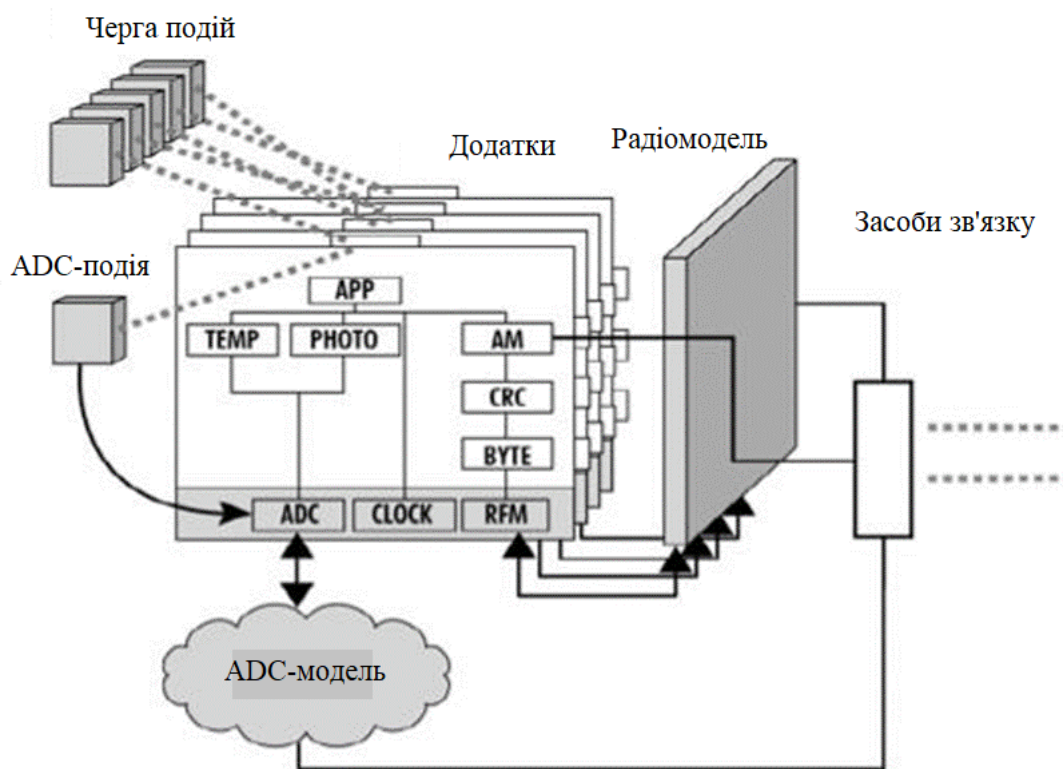 Черга подій
Додатки
Радіомодель
Засоби зв'язку
ADC-подія
APP
TEMP
PHOTO
AM
CRC
BYTE
ADC
CLOCK
RFM
ADC-модель